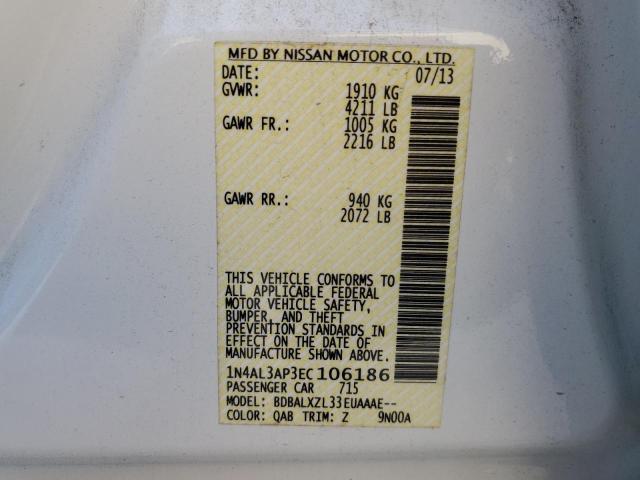 MFD BY NISSAN MOTOR CO., LTD.
DATE: 07/13
GVWR: 1910 KG
4211 LB
GAWR FR.: 1005 KG
2216 LB
GAWR RR.: 940 KG
2072 LB
THIS VEHICLE CONFORMS TO
ALL APPLICABLE FEDERAL
MOTOR VEHICLE SAFETY,
BUMPER, AND THEFT
PREVENTION STANDARDS IN
EFFECT ON THE DATE OF
MANUFACTURE SHOWN ABOVE.
1N4AL3AP3EC106186
PASSENGER CAR 715
MODEL: BDBALXZL33EUAAAE--
COLOR: QAB TRIM: Z 9N00A